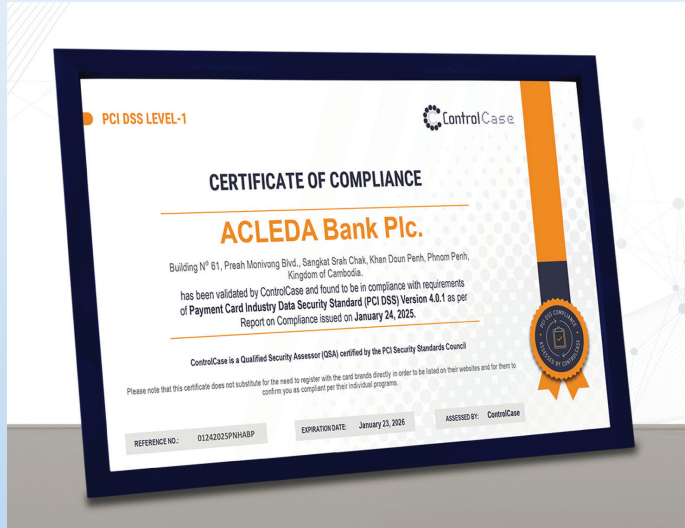 PCI DSS LEVEL-1
ControlCase
CERTIFICATE OF COMPLIANCE
ACLEDA Bank Plc.
Building Nº 61, Preah Monivong Blvd., Sangkat Srah Chak, Khan Doun Penh, Phnom Penh,
Kingdom of Cambodia.
has been validated by ControlCase and found to be in compliance with requirements
of Payment Card Industry Data Security Standard (PCI DSS) Version 4.0.1 as per
Report on Compliance issued on January 24, 2025.
ControlCase is a Qualified Security Assessor (QSA) certified by the PCI Security Standards Council
Please note that this certificate does not substitute for the need to register with the card brands directly in order to be listed on their websites and for them to
confirm you as compliant per their individual programs.
PCI DSS COMPLIANCE
ASSESSED BY CONTROLCASE
REFERENCE NO.: 01242025PNHABP
EXPIRATION DATE: January 23, 2026
ASSESSED BY: ControlCase